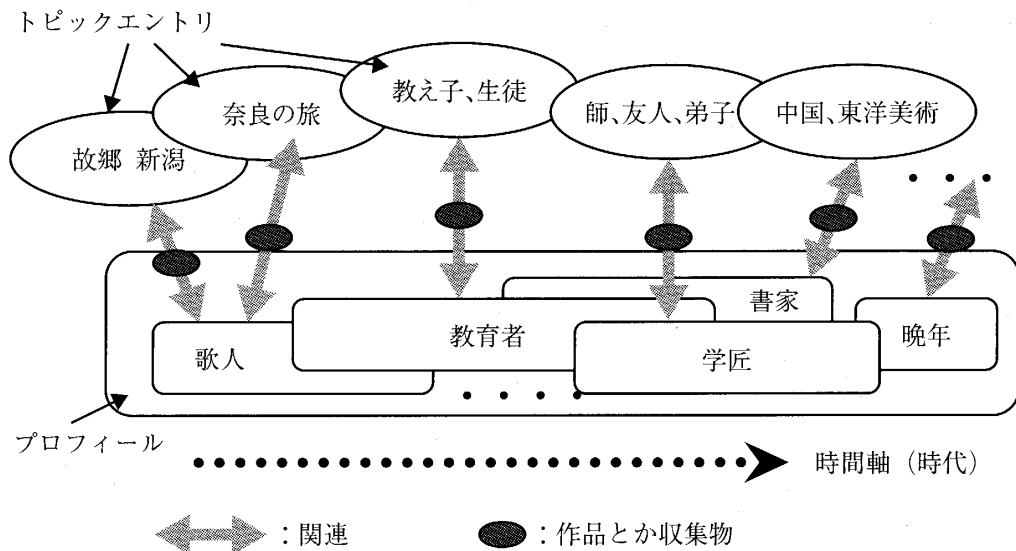 トピックエントリ
故郷 新潟
奈良の旅
教え子、生徒
師、友人、弟子
中国、東洋美術
・・・
歌人
教育者
書家
学匠
晩年
・・・・
プロフィール
時間軸（時代）
：関連
：作品とか収集物